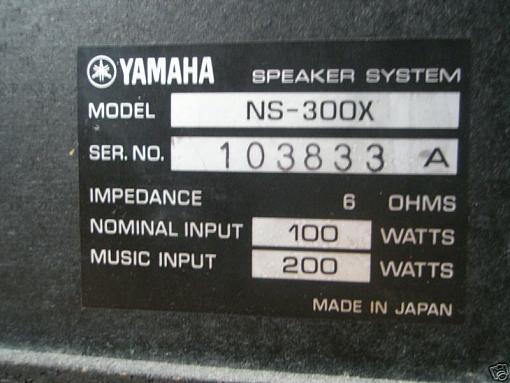 YAMAHA SPEAKER SYSTEM
MODEL NS-300X
SER. NO. 103833 A
IMPEDANCE 6 OHMS
NOMINAL INPUT 100 WATTS
MUSIC INPUT 200 WATTS
MADE IN JAPAN